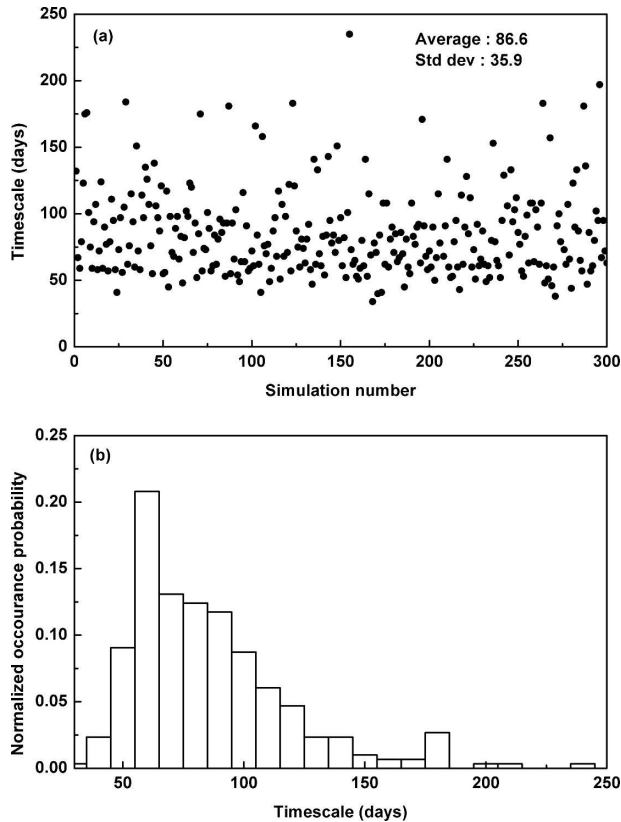 (a)
Average : 86.6
Std dev : 35.9
Timescale (days)
250
200
150
100
50
0
0 50 100 150 200 250 300
Simulation number
(b)
Normalized occourance probability
0.25
0.20
0.15
0.10
0.05
0.00
50 100 150 200 250
Timescale (days)